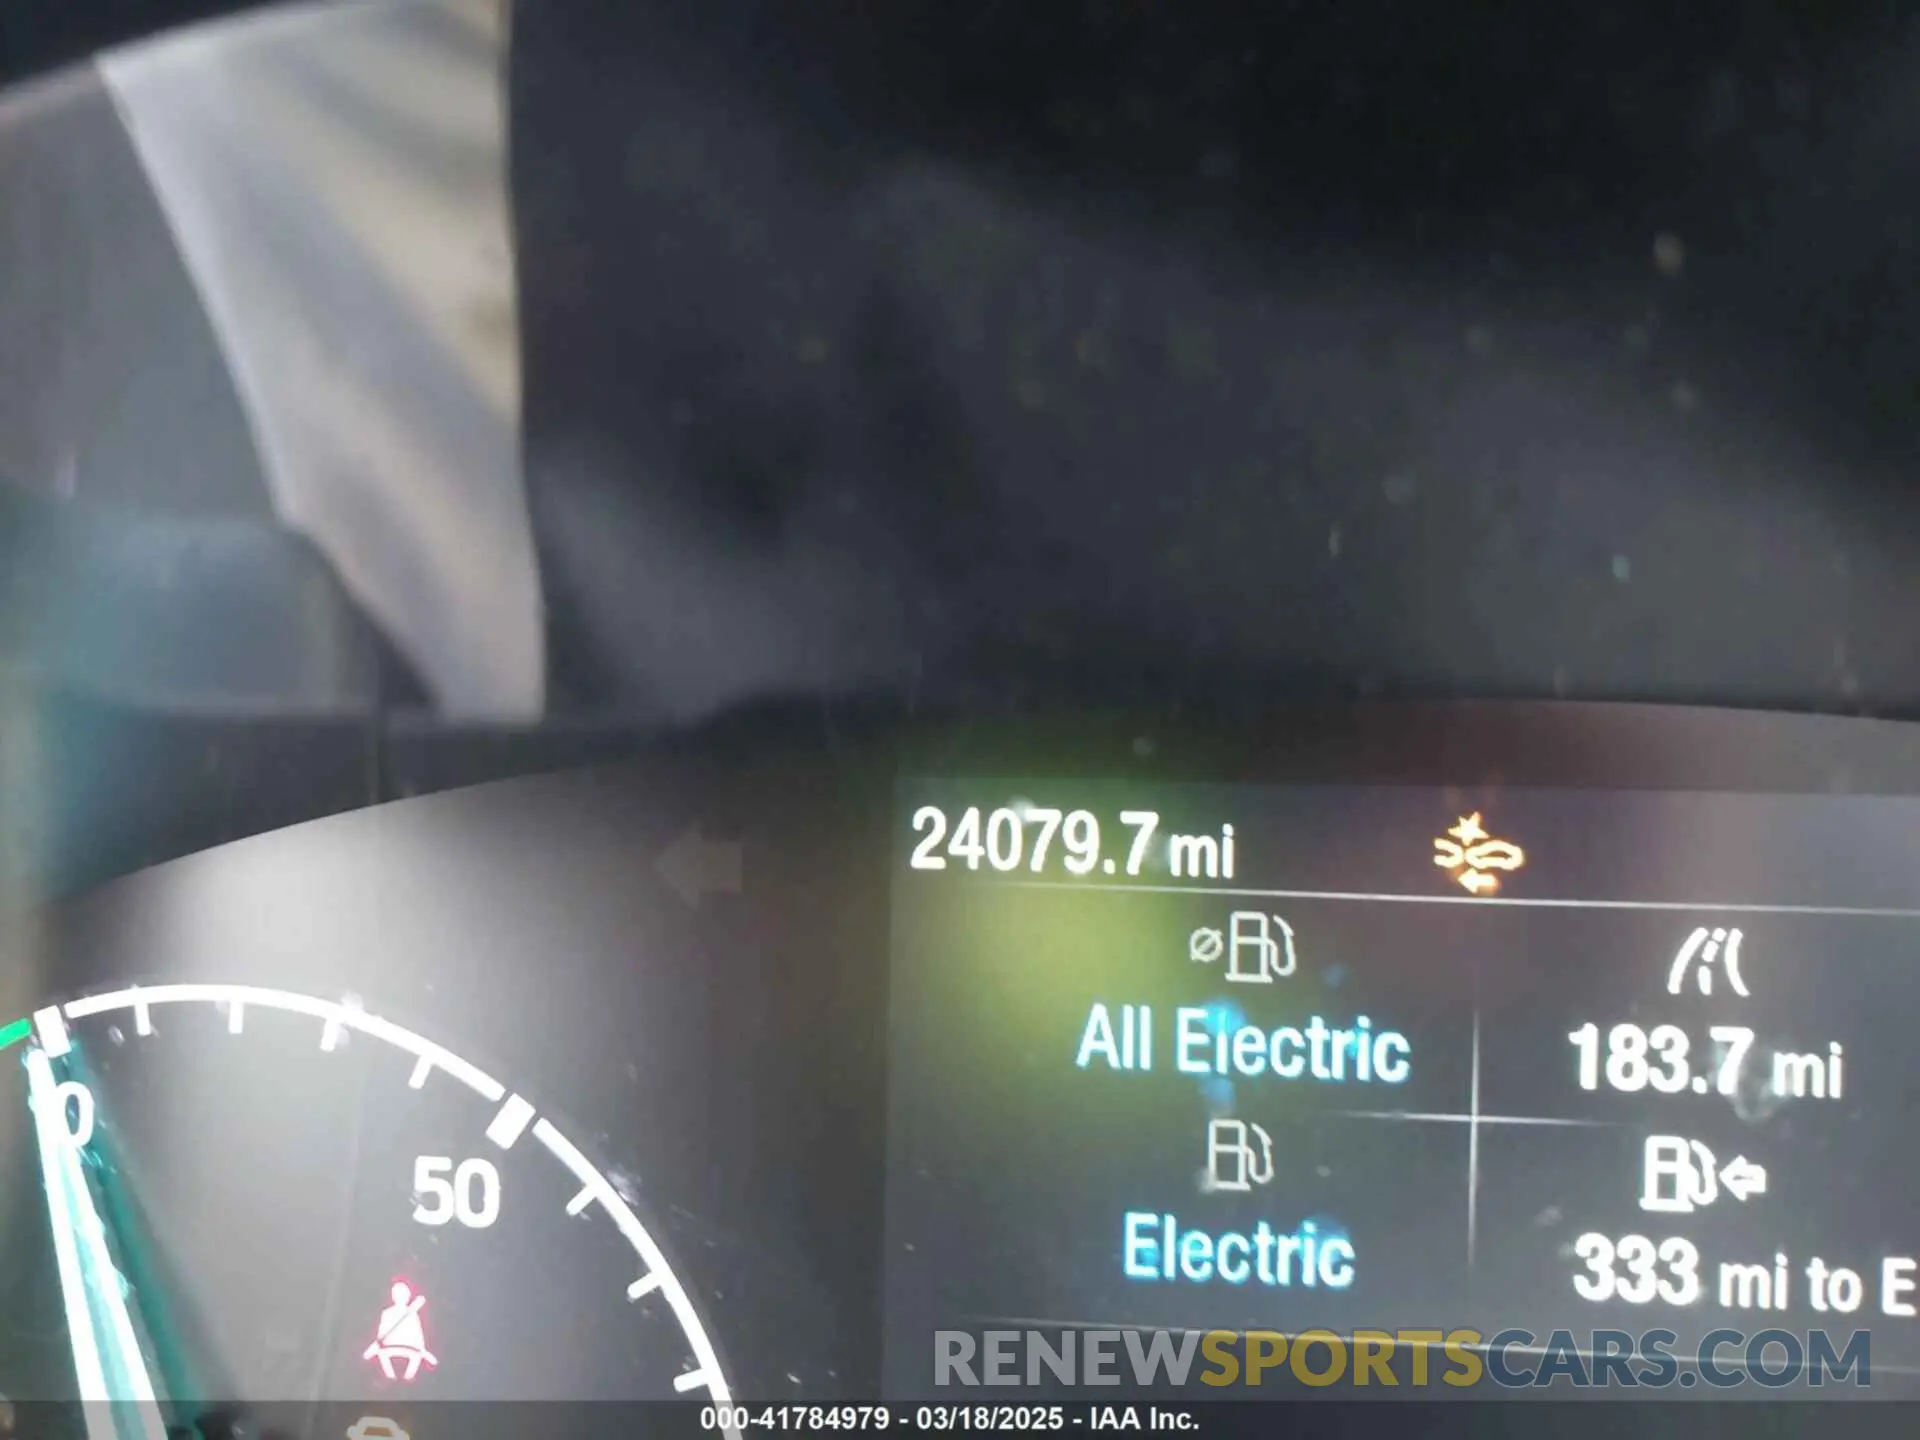 24079.7 mi
All Electric
183.7 mi
0
50
Electric
333 mi to E
RENEWSPORTSCARS.COM
000-41784979 - 03/18/2025 - IAA Inc.